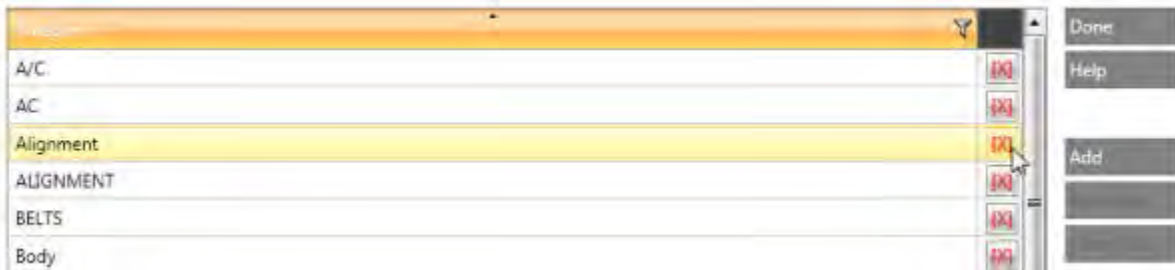 Done
A/C [X]
Help
AC [X]
Alignment [X]
Add
ALIGNMENT [X]
BELTS [X]
Body [X]